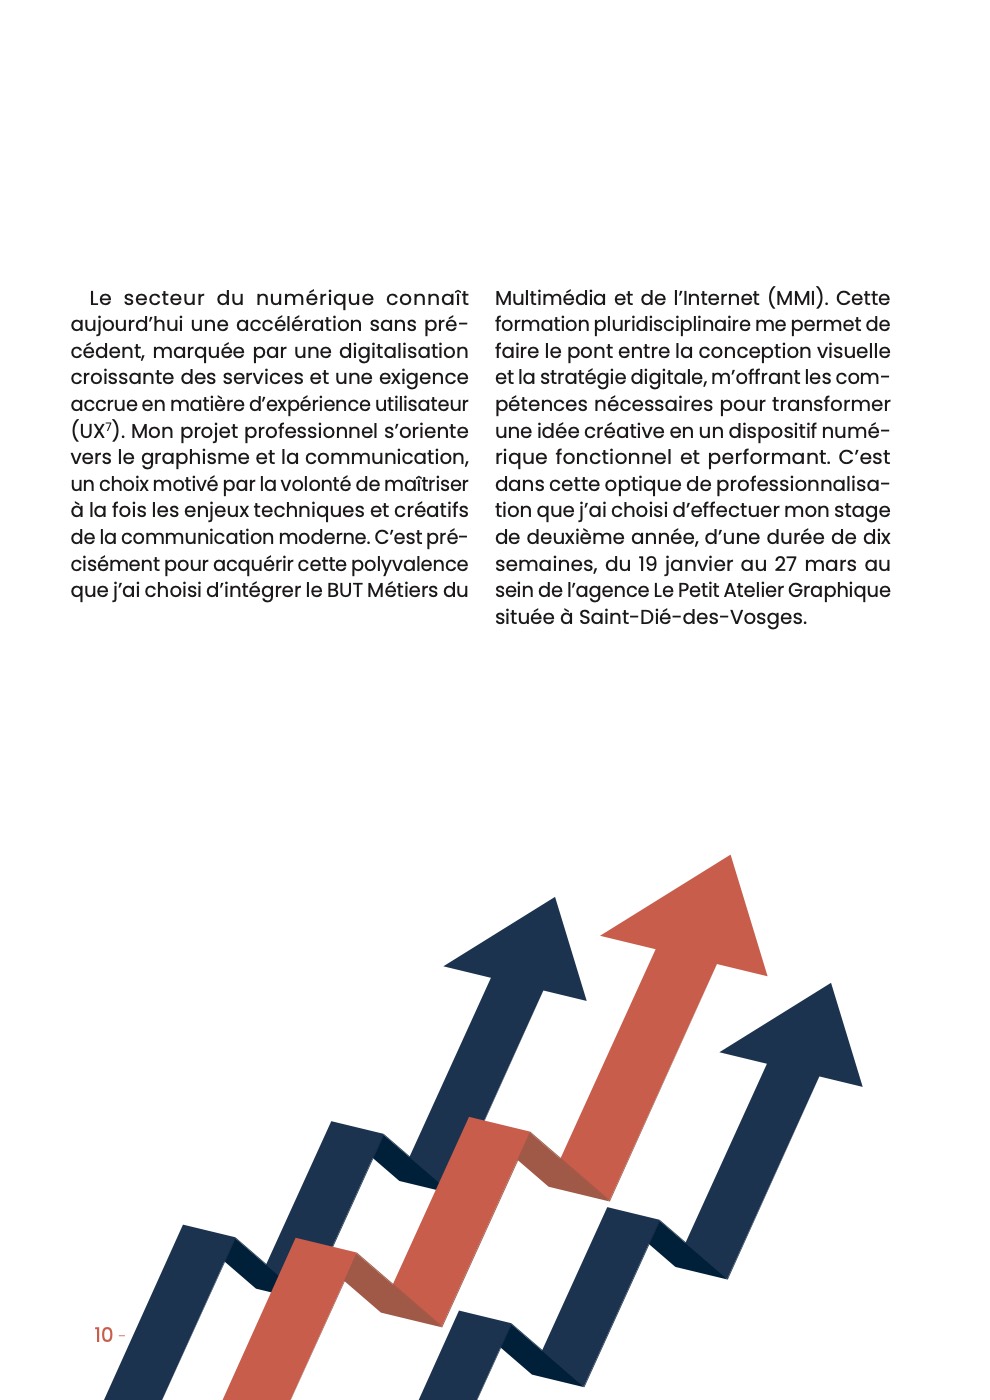 Le secteur du numérique connaît
aujourd’hui une accélération sans pré-
cédent, marquée par une digitalisation
croissante des services et une exigence
accrue en matière d’expérience utilisateur
(UX⁷). Mon projet professionnel s’oriente
vers le graphisme et la communication,
un choix motivé par la volonté de maîtriser
à la fois les enjeux techniques et créatifs
de la communication moderne. C’est pré-
cisément pour acquérir cette polyvalence
que j’ai choisi d’intégrer le BUT Métiers du
Multimédia et de l’Internet (MMI). Cette
formation pluridisciplinaire me permet de
faire le pont entre la conception visuelle
et la stratégie digitale, m’offrant les com-
pétences nécessaires pour transformer
une idée créative en un dispositif numé-
rique fonctionnel et performant. C’est
dans cette optique de professionnalisa-
tion que j’ai choisi d’effectuer mon stage
de deuxième année, d’une durée de dix
semaines, du 19 janvier au 27 mars au
sein de l’agence Le Petit Atelier Graphique
située à Saint-Dié-des-Vosges.
10 -